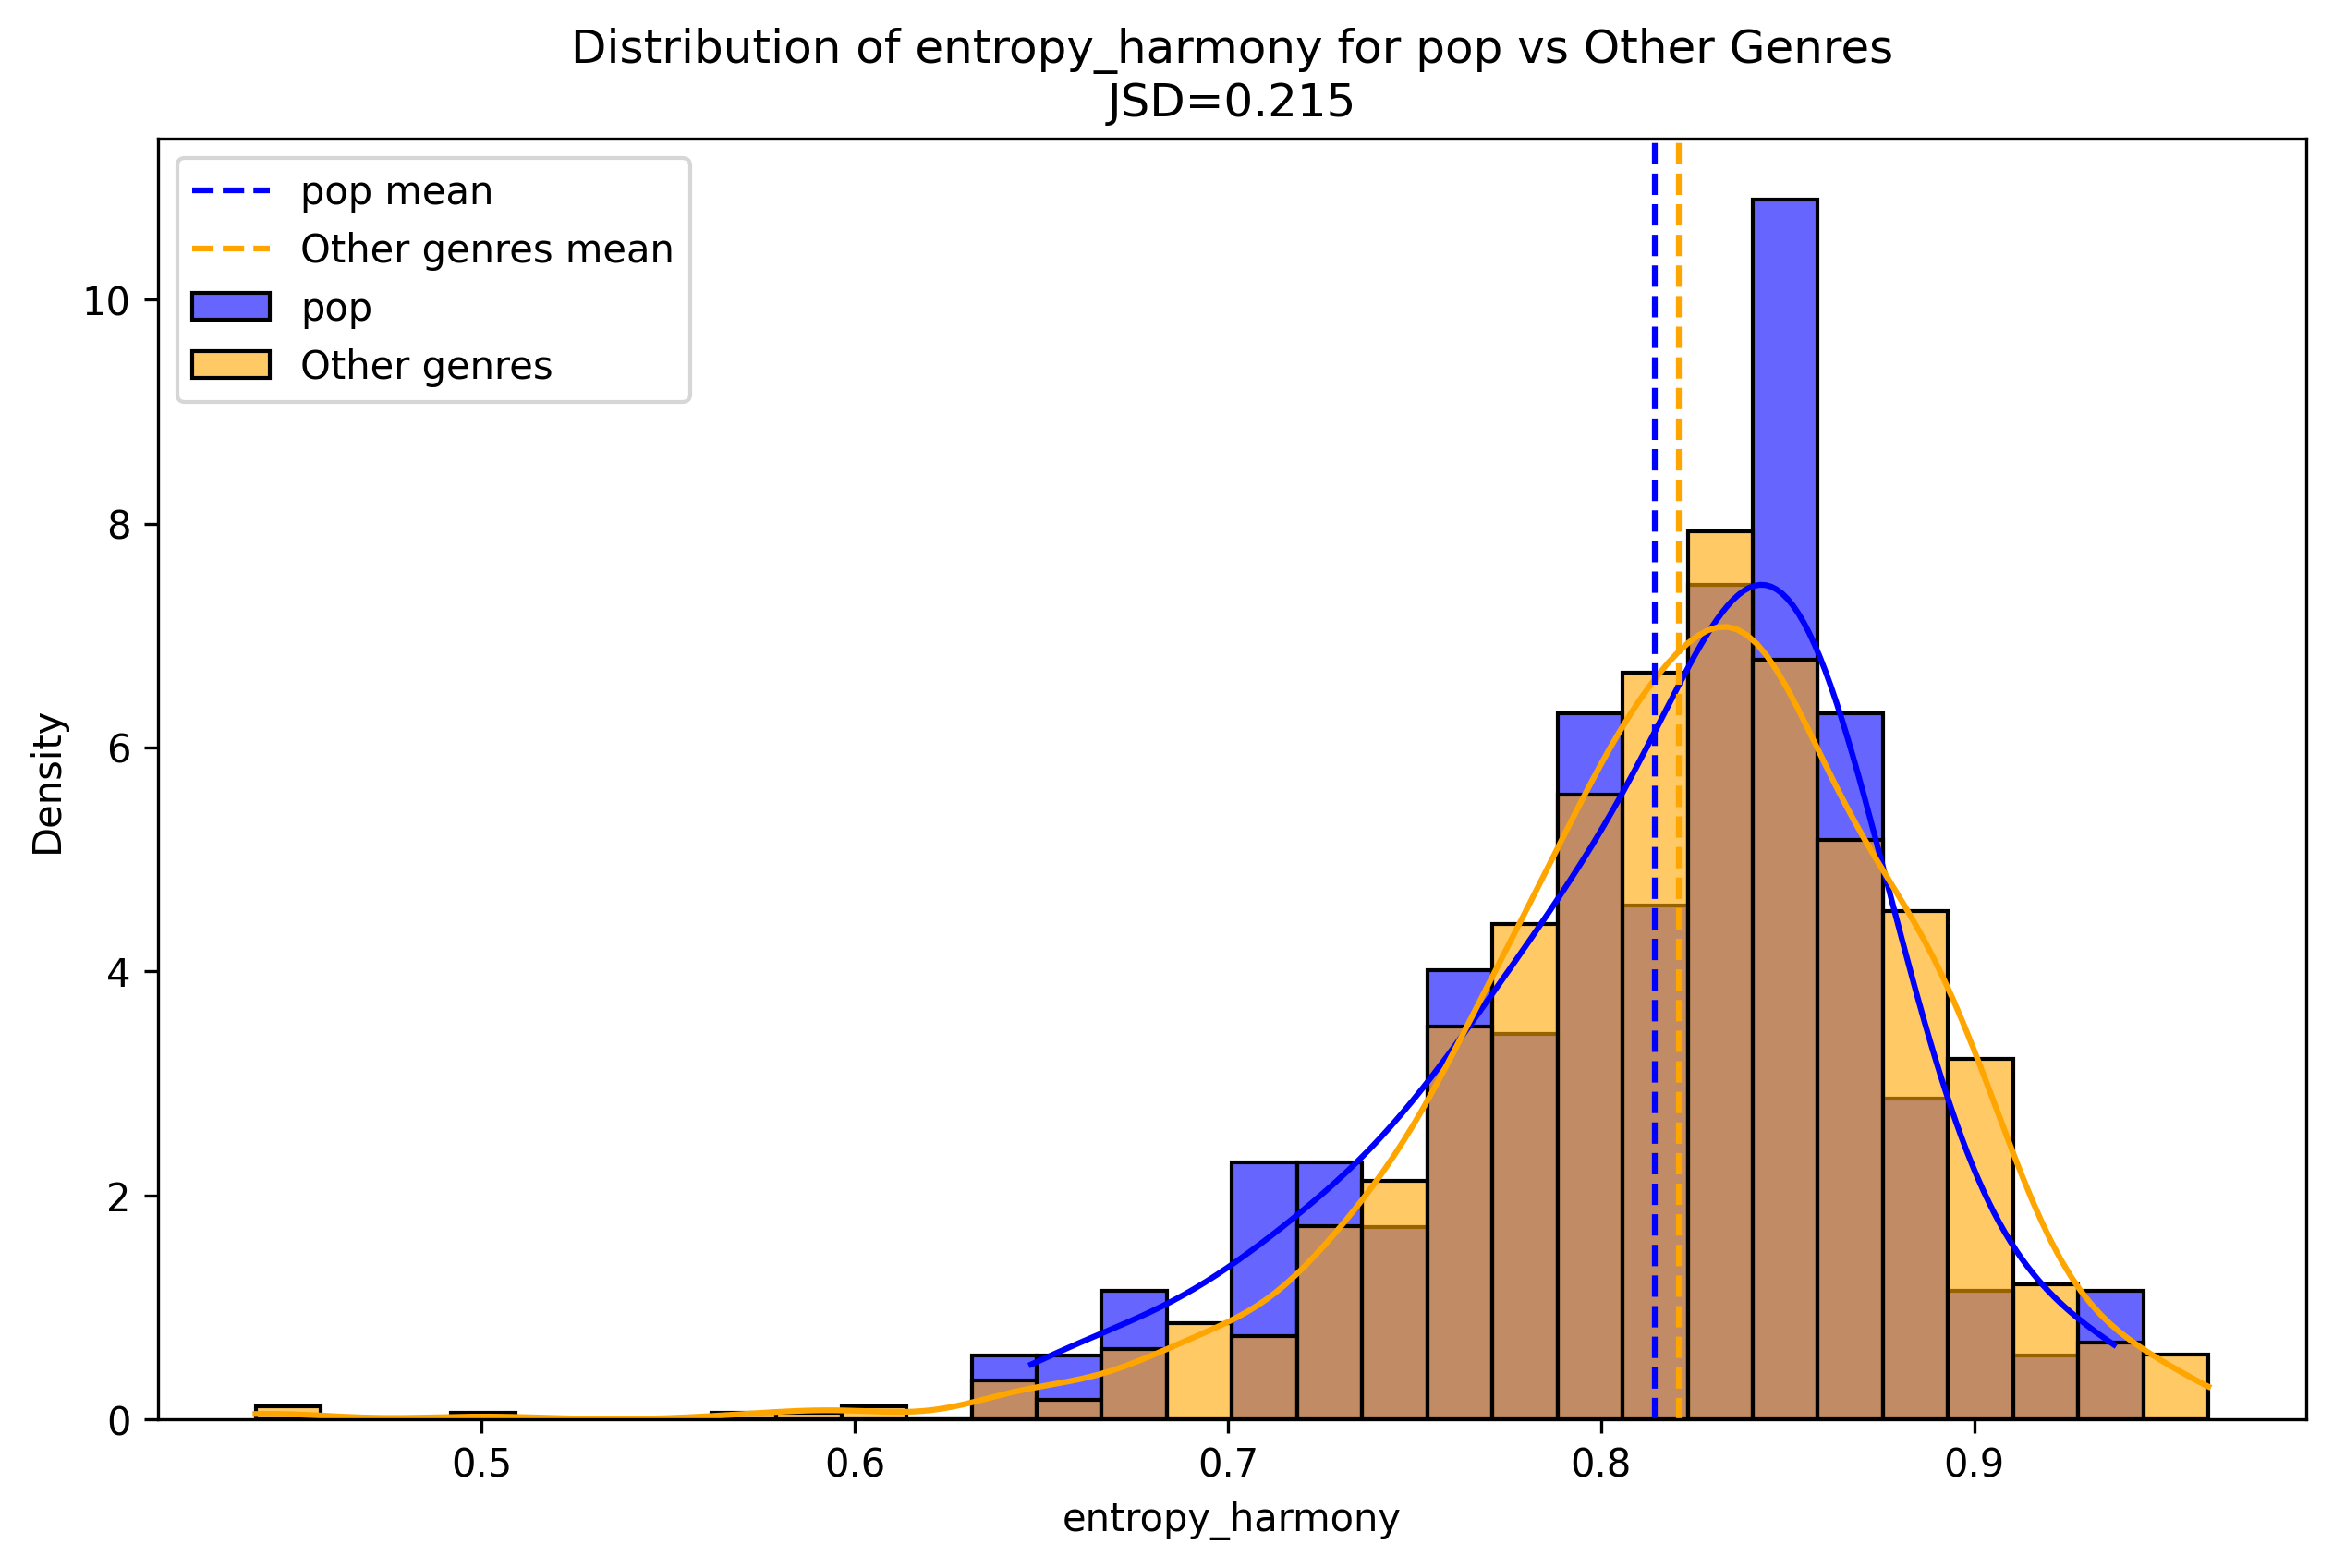 Distribution of entropy_harmony for pop vs Other Genres
JSD=0.215
pop mean
Other genres mean
pop
Other genres
Density
10
8
6
4
2
0
0.5
0.6
0.7
0.8
0.9
entropy_harmony